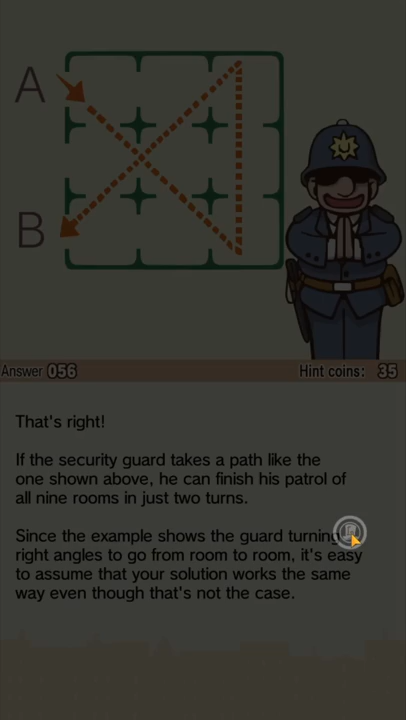 A
B
Answer 056
Hint coins: 35
That's right!
If the security guard takes a path like the
one shown above, he can finish his patrol of
all nine rooms in just two turns.
Since the example shows the guard turning
right angles to go from room to room, it's easy
to assume that your solution works the same
way even though that's not the case.